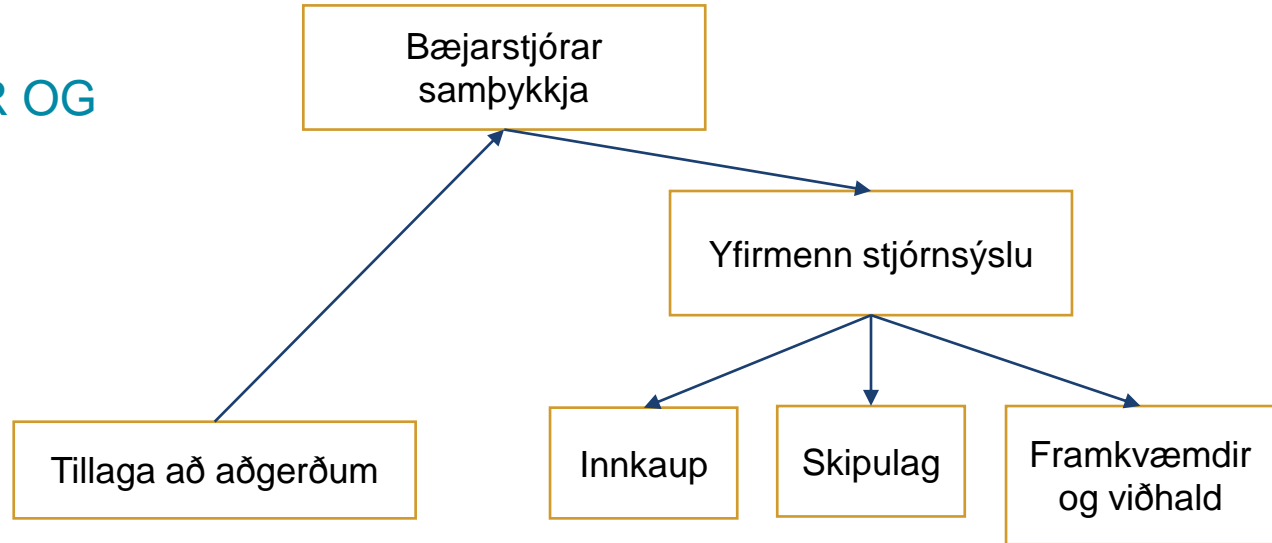 R OG
Bæjarstjórar
samþykkja
Yfirmenn stjórnsýslu
Tillaga að aðgerðum
Innkaup
Skipulag
Framkvæmdir
og viðhald